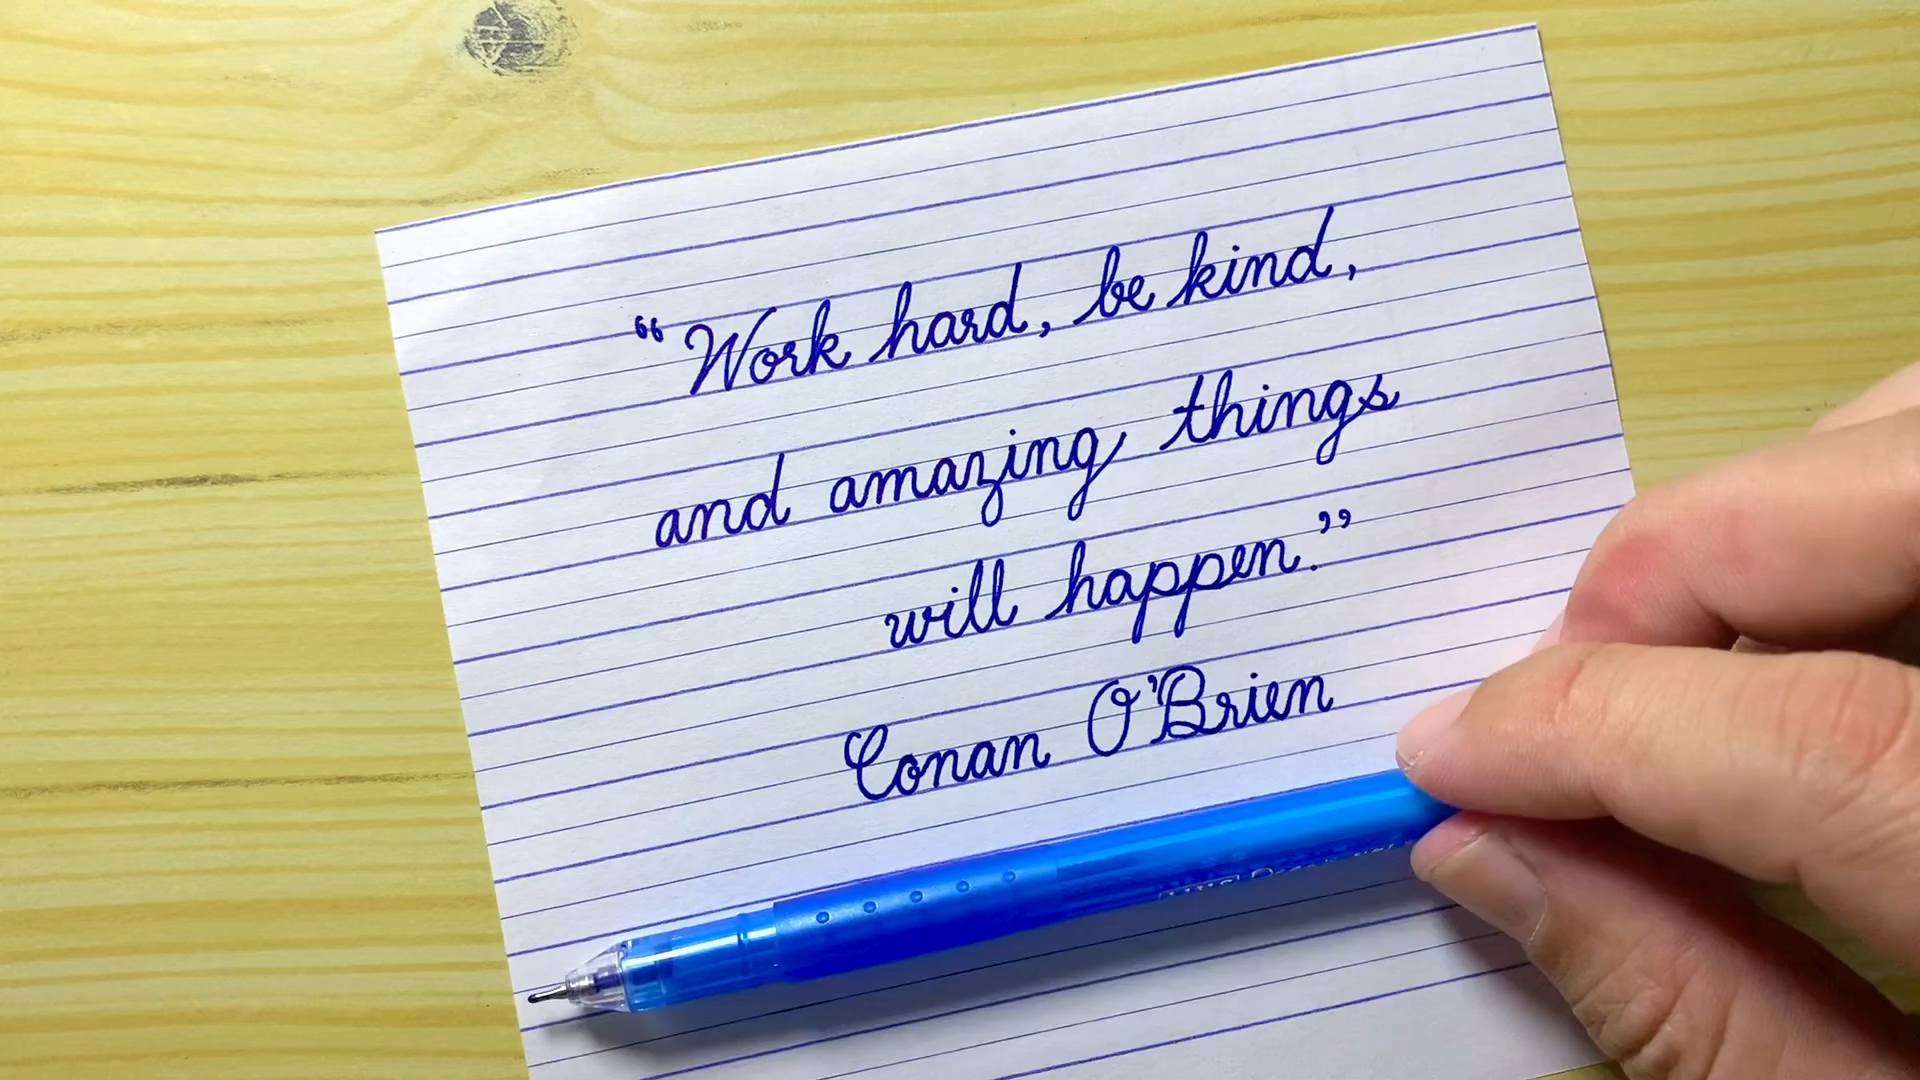 “Work hard, be kind,
and amazing things
will happen.”
Conan O’Brien